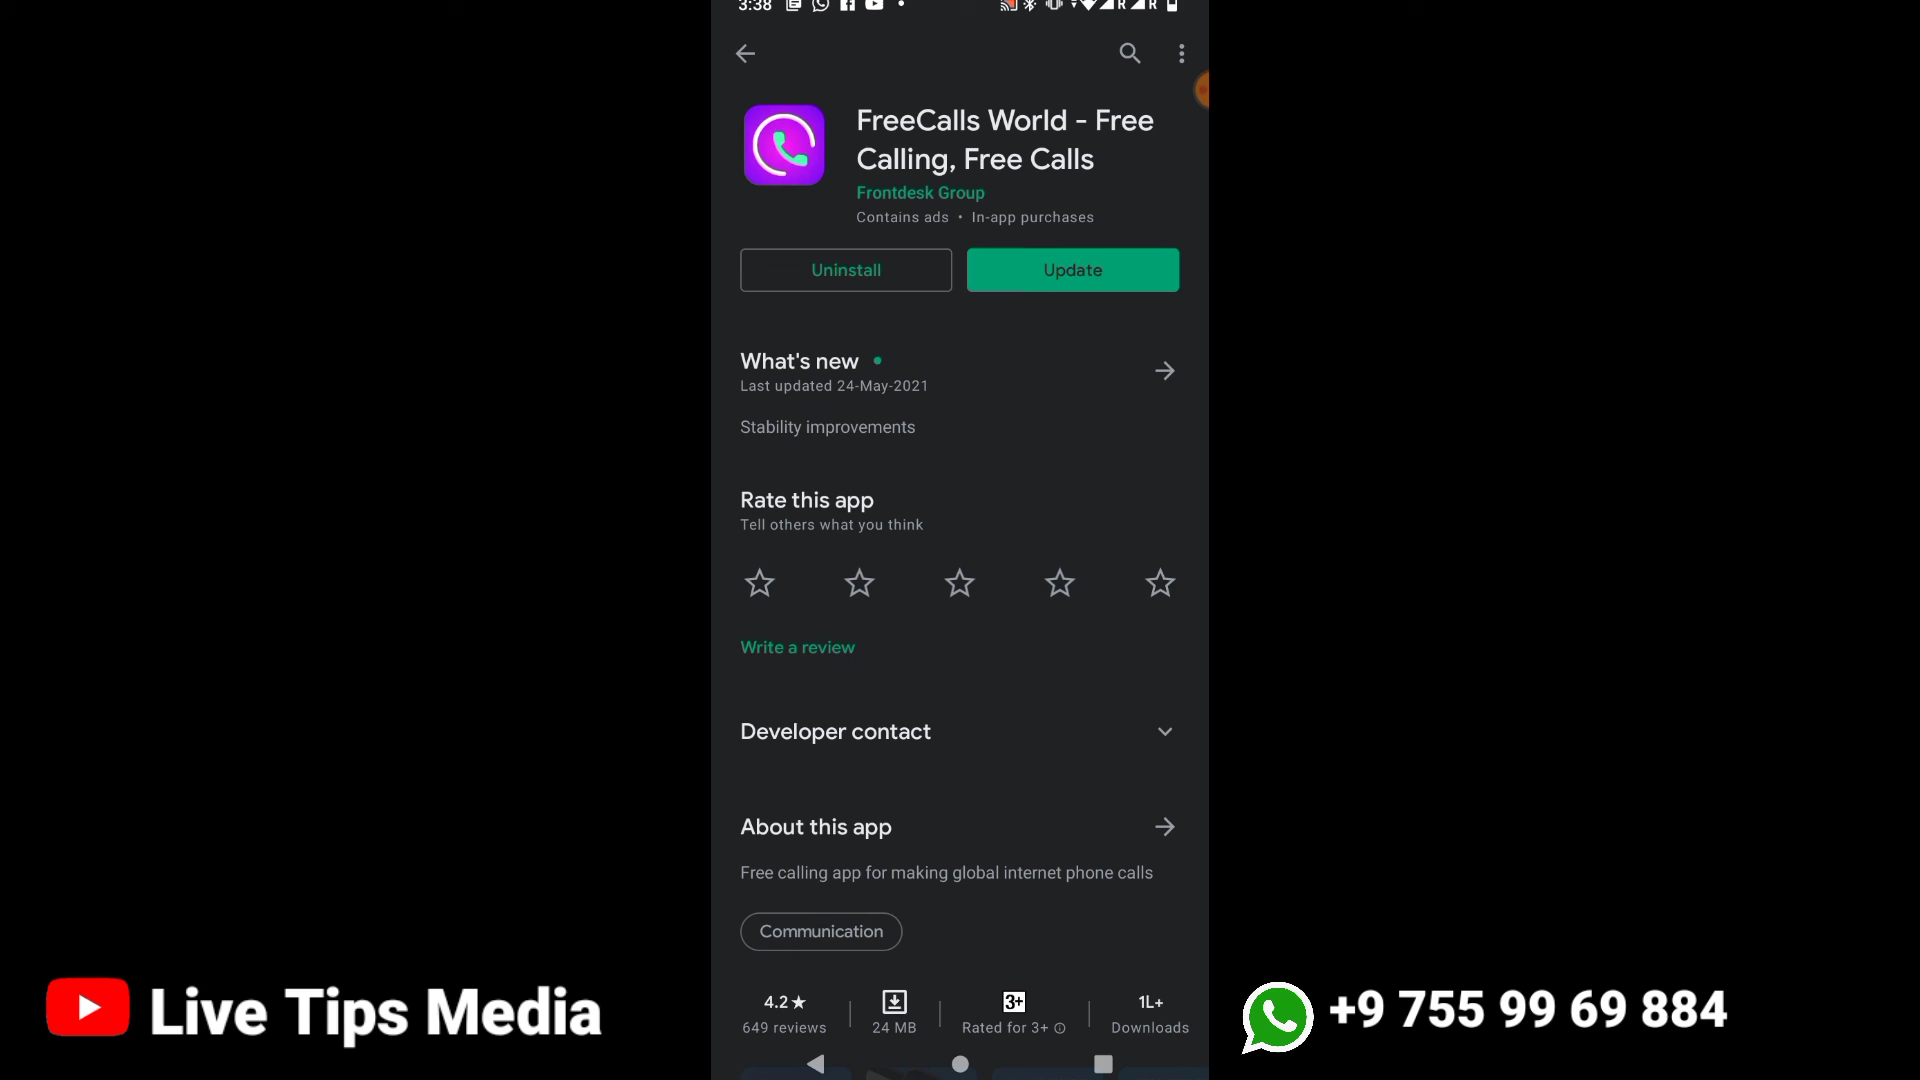 3:38
R R
FreeCalls World - Free
Calling, Free Calls
Frontdesk Group
Contains ads • In-app purchases
Uninstall
Update
What's new •
Last updated 24-May-2021
Stability improvements
Rate this app
Tell others what you think
Write a review
Developer contact
About this app
Free calling app for making global internet phone calls
Communication
4.2★ 3+ 1L+
649 reviews 24 MB Rated for 3+ Downloads
Live Tips Media
+9 755 99 69 884